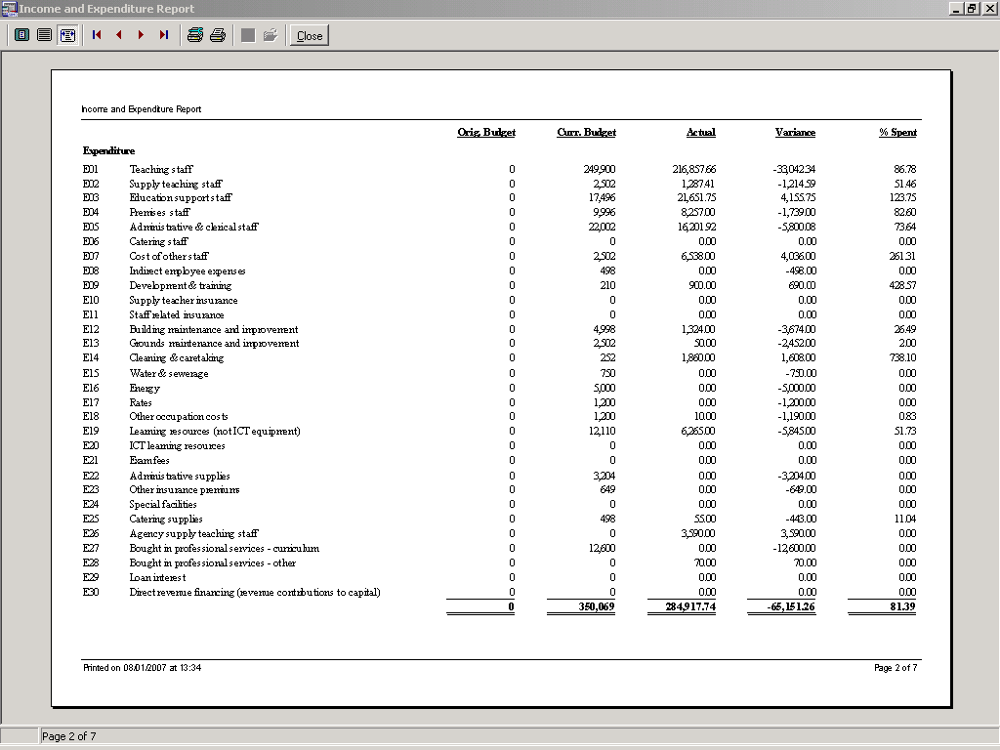 Income and Expenditure Report
Close
Income and Expenditure Report
Orig. Budget Curr. Budget Actual Variance % Spent
Expenditure
E01 Teaching staff 0 249,900 216,857.66 -33,042.34 86.78
E02 Supply teaching staff 0 2,502 1,287.41 -1,214.59 51.46
E03 Education support staff 0 17,496 21,651.75 4,155.75 123.75
E04 Premises staff 0 9,996 8,257.00 -1,739.00 82.60
E05 Administrative & clerical staff 0 22,002 16,201.92 -5,800.08 73.64
E06 Catering staff 0 0 0.00 0.00 0.00
E07 Cost of other staff 0 2,502 6,538.00 4,036.00 261.31
E08 Indirect employee expenses 0 498 0.00 -498.00 0.00
E09 Development & training 0 210 900.00 690.00 428.57
E10 Supply teacher insurance 0 0 0.00 0.00 0.00
E11 Staff related insurance 0 0 0.00 0.00 0.00
E12 Building maintenance and improvement 0 4,998 1,324.00 -3,674.00 26.49
E13 Grounds maintenance and improvement 0 2,502 50.00 -2,452.00 2.00
E14 Cleaning & caretaking 0 252 1,860.00 1,608.00 738.10
E15 Water & sewerage 0 750 0.00 -750.00 0.00
E16 Energy 0 5,000 0.00 -5,000.00 0.00
E17 Rates 0 1,200 0.00 -1,200.00 0.00
E18 Other occupation costs 0 1,200 10.00 -1,190.00 0.83
E19 Learning resources (not ICT equipment) 0 12,110 6,265.00 -5,845.00 51.73
E20 ICT learning resources 0 0 0.00 0.00 0.00
E21 Exam fees 0 0 0.00 0.00 0.00
E22 Administrative supplies 0 3,204 0.00 -3,204.00 0.00
E23 Other insurance premiums 0 649 0.00 -649.00 0.00
E24 Special facilities 0 0 0.00 0.00 0.00
E25 Catering supplies 0 498 55.00 -443.00 11.04
E26 Agency supply teaching staff 0 0 3,590.00 3,590.00 0.00
E27 Bought in professional services - curriculum 0 12,600 0.00 -12,600.00 0.00
E28 Bought in professional services - other 0 0 70.00 70.00 0.00
E29 Loan interest 0 0 0.00 0.00 0.00
E30 Direct revenue financing (revenue contributions to capital) 0 0 0.00 0.00 0.00
0 350,069 284,917.74 -65,151.26 81.39
Printed on 08/01/2007 at 13:34 Page 2 of 7
Page 2 of 7